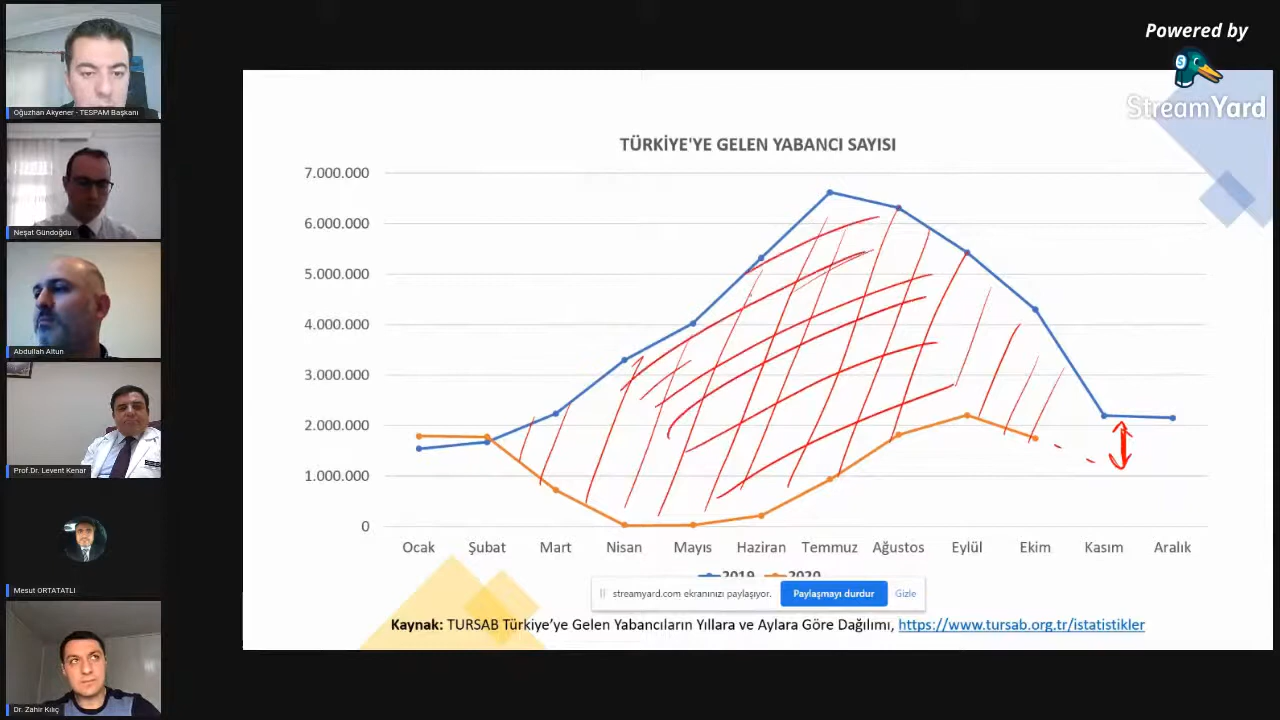 Oğuzhan Akyener - TESPAM Başkanı
Neşat Gündoğdu
Abdullah Altun
Prof.Dr. Levent Kenar
Mesut ORTATATLI
Dr. Zahir Kılıç
Powered by
StreamYard
TÜRKİYE'YE GELEN YABANCI SAYISI
7.000.000
6.000.000
5.000.000
4.000.000
3.000.000
2.000.000
1.000.000
0
Ocak Şubat Mart Nisan Mayıs Haziran Temmuz Ağustos Eylül Ekim Kasım Aralık
2019 2020
streamyard.com ekranınızı paylaşıyor. Paylaşmayı durdur Gizle
Kaynak: TURSAB Türkiye’ye Gelen Yabancıların Yıllara ve Aylara Göre Dağılımı, https://www.tursab.org.tr/istatistikler